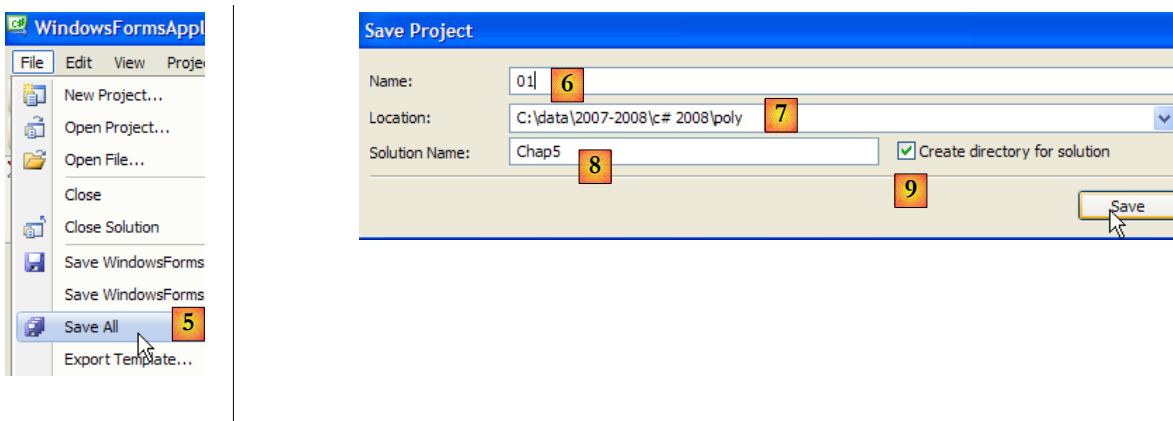 WindowsFormsAppl
File Edit View Projec
New Project...
Open Project...
Open File...
Close
Close Solution
Save WindowsForms
Save WindowsForms
Save All 5
Export Template...
Save Project
Name: 01 6
Location: C:\data\2007-2008\c# 2008\poly 7
Solution Name: Chap5 8 Create directory for solution
9
Save